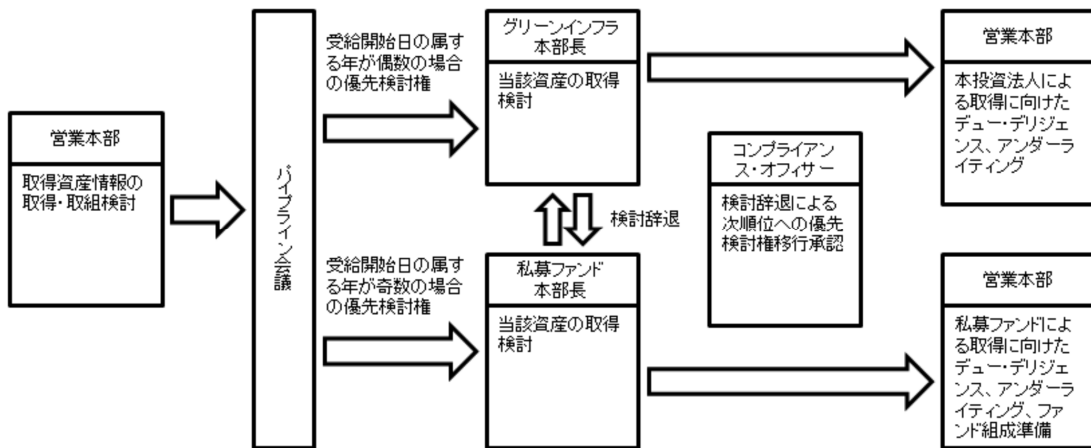 営業本部
取得資産情報の
取得・取組検討
パイプライン会議
受給開始日の属す
る年が偶数の場合
の優先検討権
受給開始日の属す
る年が奇数の場合
の優先検討権
グリーンインフラ
本部長
当該資産の取得
検討
検討辞退
私募ファンド
本部長
当該資産の取得
検討
コンプライアン
ス・オフィサー
検討辞退による
次順位への優先
検討権移行承認
営業本部
本投資法人によ
る取得に向けた
デュー・デリジェ
ンス、アンダーラ
イティング
営業本部
私募ファンドによ
る取得に向けた
デュー・デリジェ
ンス、アンダーラ
イティング、ファ
ンド組成準備